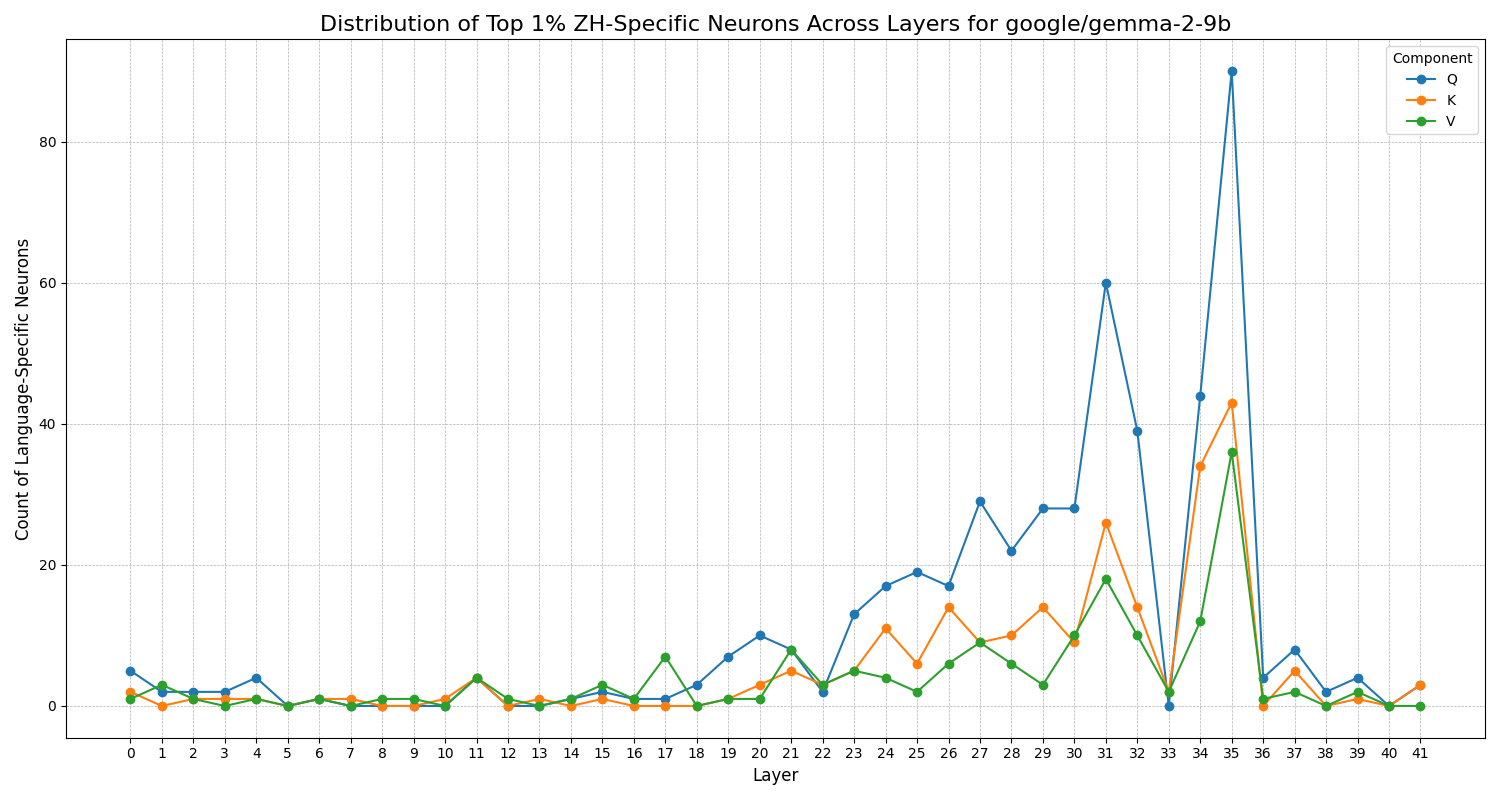 Distribution of Top 1% ZH-Specific Neurons Across Layers for google/gemma-2-9b
Component
Q
K
V
80
60
40
20
0
Count of Language-Specific Neurons
0 1 2 3 4 5 6 7 8 9 10 11 12 13 14 15 16 17 18 19 20 21 22 23 24 25 26 27 28 29 30 31 32 33 34 35 36 37 38 39 40 41
Layer